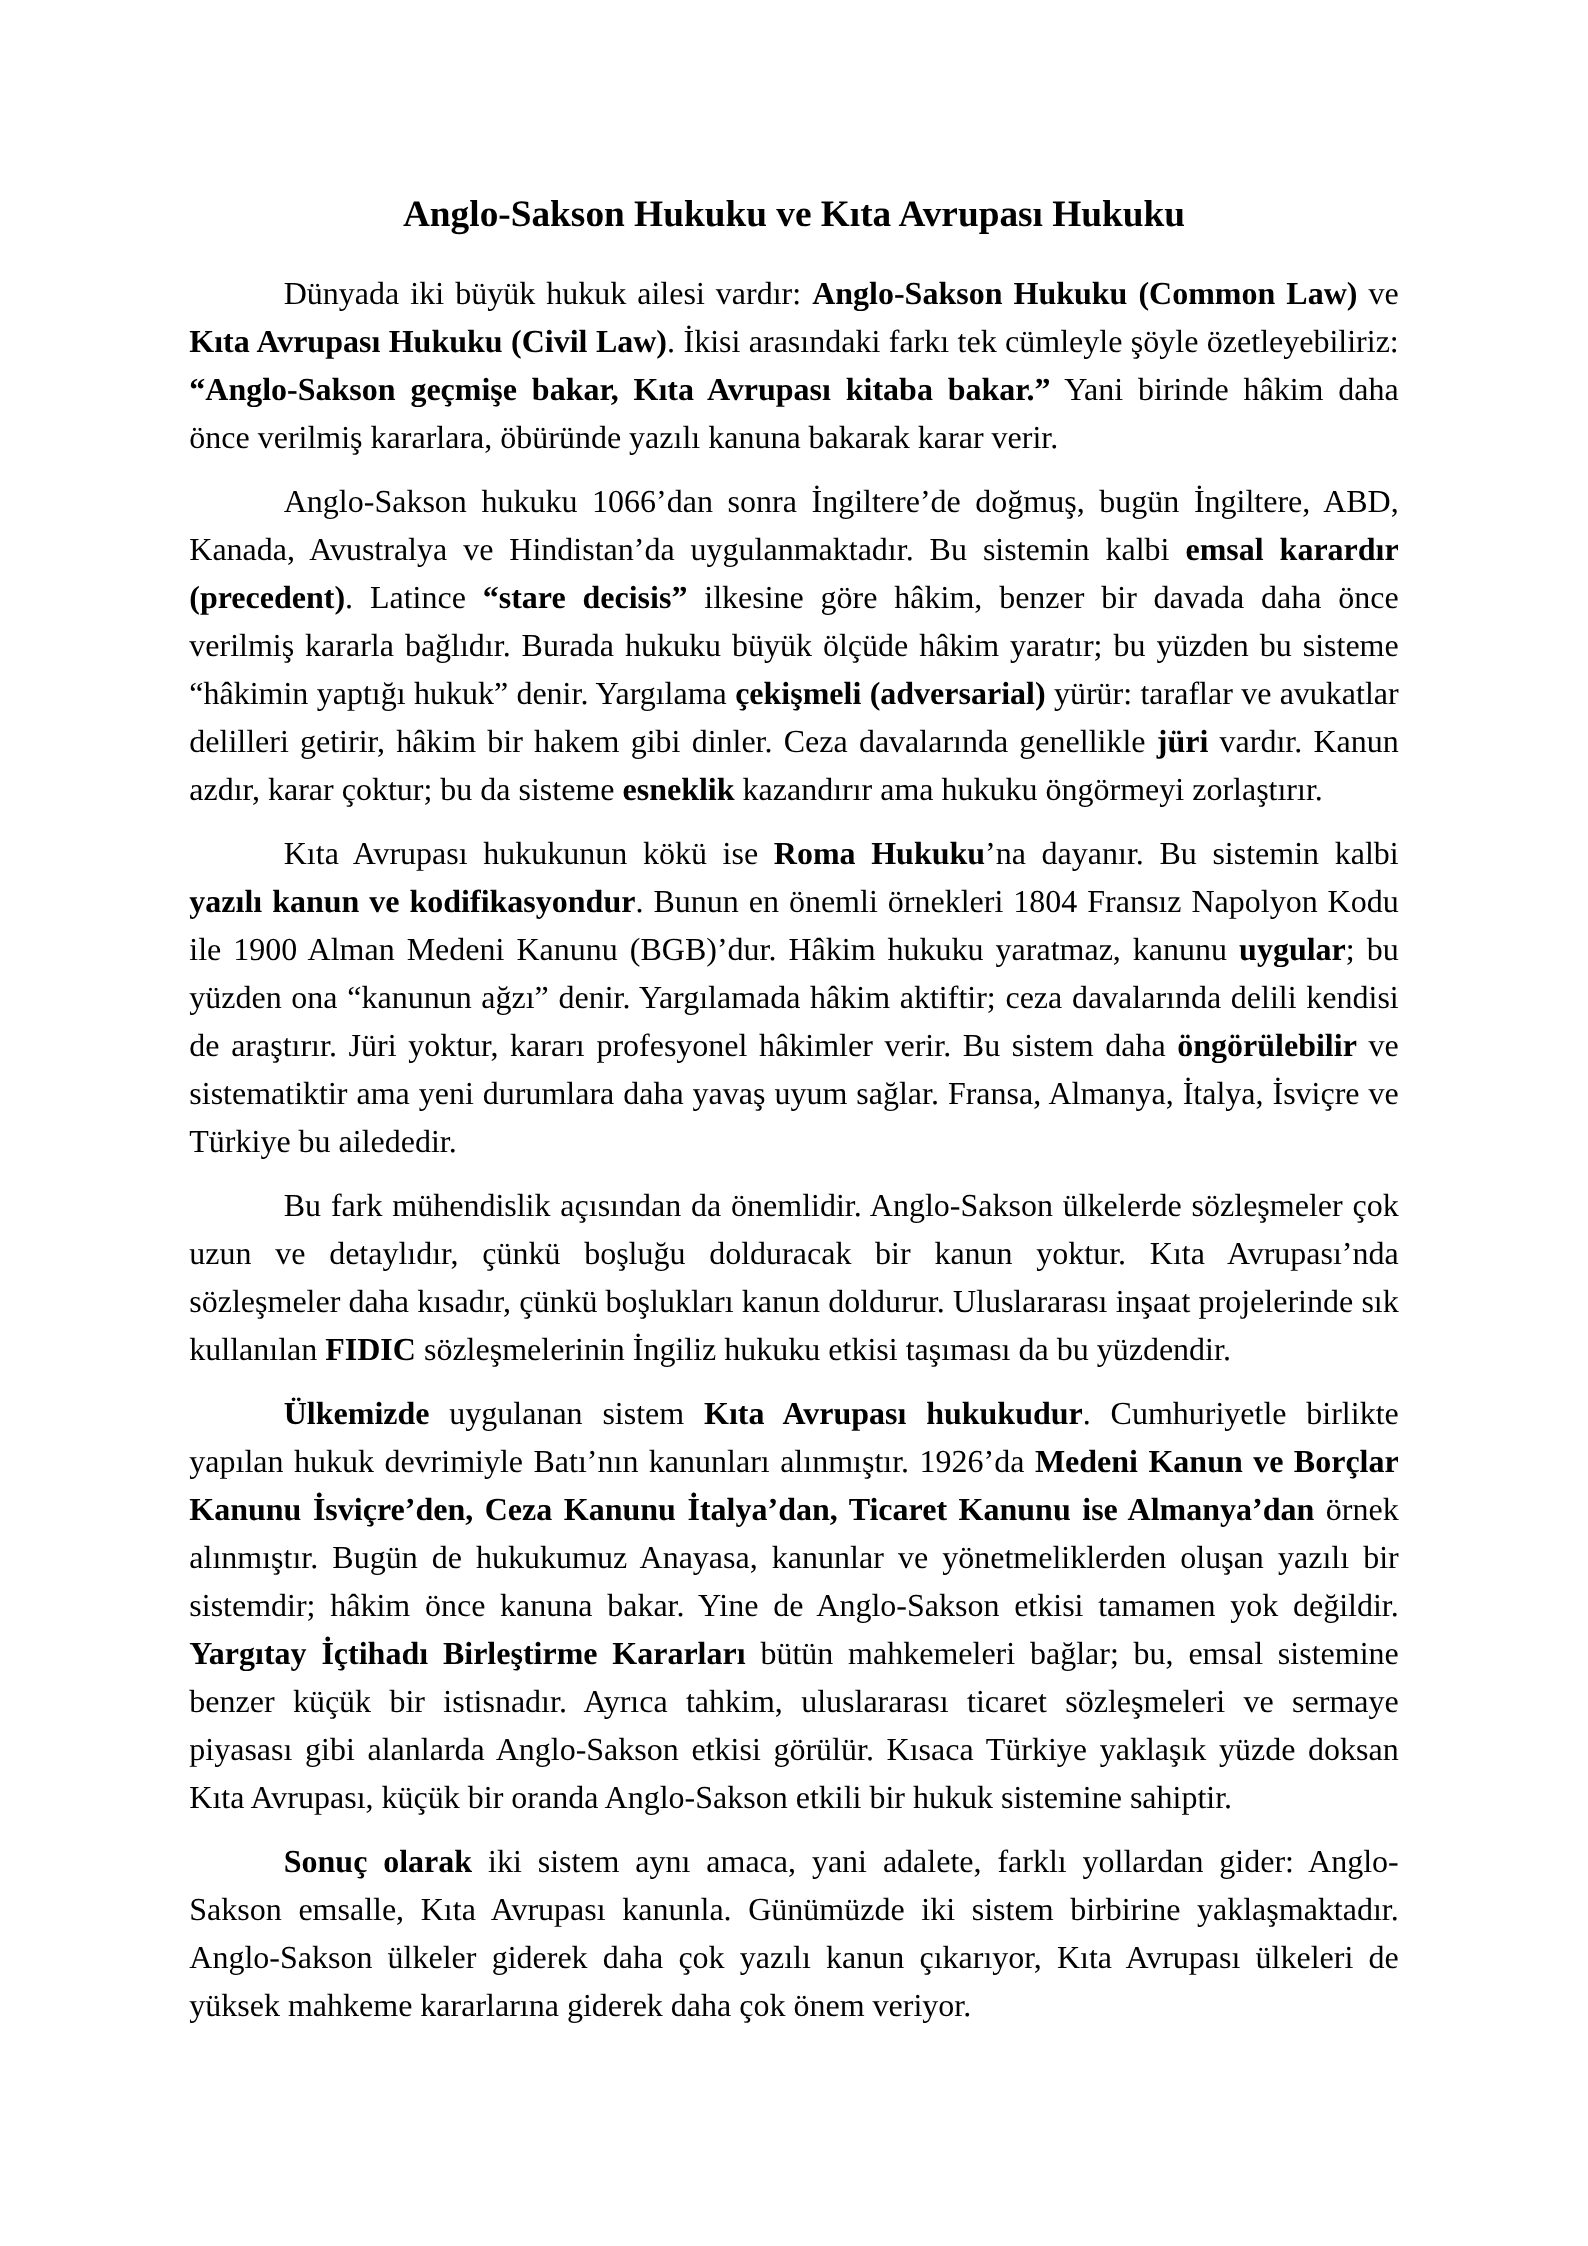 Anglo-Sakson Hukuku ve Kıta Avrupası Hukuku
Dünyada iki büyük hukuk ailesi vardır: Anglo-Sakson Hukuku (Common Law) ve
Kıta Avrupası Hukuku (Civil Law). İkisi arasındaki farkı tek cümleyle şöyle özetleyebiliriz:
“Anglo-Sakson geçmişe bakar, Kıta Avrupası kitaba bakar.” Yani birinde hâkim daha
önce verilmiş kararlara, öbüründe yazılı kanuna bakarak karar verir.
Anglo-Sakson hukuku 1066’dan sonra İngiltere’de doğmuş, bugün İngiltere, ABD,
Kanada, Avustralya ve Hindistan’da uygulanmaktadır. Bu sistemin kalbi emsal karardır
(precedent). Latince “stare decisis” ilkesine göre hâkim, benzer bir davada daha önce
verilmiş kararla bağlıdır. Burada hukuku büyük ölçüde hâkim yaratır; bu yüzden bu sisteme
“hâkimin yaptığı hukuk” denir. Yargılama çekişmeli (adversarial) yürür: taraflar ve avukatlar
delilleri getirir, hâkim bir hakem gibi dinler. Ceza davalarında genellikle jüri vardır. Kanun
azdır, karar çoktur; bu da sisteme esneklik kazandırır ama hukuku öngörmeyi zorlaştırır.
Kıta Avrupası hukukunun kökü ise Roma Hukuku’na dayanır. Bu sistemin kalbi
yazılı kanun ve kodifikasyondur. Bunun en önemli örnekleri 1804 Fransız Napolyon Kodu
ile 1900 Alman Medeni Kanunu (BGB)’dur. Hâkim hukuku yaratmaz, kanunu uygular; bu
yüzden ona “kanunun ağzı” denir. Yargılamada hâkim aktiftir; ceza davalarında delili kendisi
de araştırır. Jüri yoktur, kararı profesyonel hâkimler verir. Bu sistem daha öngörülebilir ve
sistematiktir ama yeni durumlara daha yavaş uyum sağlar. Fransa, Almanya, İtalya, İsviçre ve
Türkiye bu ailededir.
Bu fark mühendislik açısından da önemlidir. Anglo-Sakson ülkelerde sözleşmeler çok
uzun ve detaylıdır, çünkü boşluğu dolduracak bir kanun yoktur. Kıta Avrupası’nda
sözleşmeler daha kısadır, çünkü boşlukları kanun doldurur. Uluslararası inşaat projelerinde sık
kullanılan FIDIC sözleşmelerinin İngiliz hukuku etkisi taşıması da bu yüzdendir.
Ülkemizde uygulanan sistem Kıta Avrupası hukukudur. Cumhuriyetle birlikte
yapılan hukuk devrimiyle Batı’nın kanunları alınmıştır. 1926’da Medeni Kanun ve Borçlar
Kanunu İsviçre’den, Ceza Kanunu İtalya’dan, Ticaret Kanunu ise Almanya’dan örnek
alınmıştır. Bugün de hukukumuz Anayasa, kanunlar ve yönetmeliklerden oluşan yazılı bir
sistemdir; hâkim önce kanuna bakar. Yine de Anglo-Sakson etkisi tamamen yok değildir.
Yargıtay İçtihadı Birleştirme Kararları bütün mahkemeleri bağlar; bu, emsal sistemine
benzer küçük bir istisnadır. Ayrıca tahkim, uluslararası ticaret sözleşmeleri ve sermaye
piyasası gibi alanlarda Anglo-Sakson etkisi görülür. Kısaca Türkiye yaklaşık yüzde doksan
Kıta Avrupası, küçük bir oranda Anglo-Sakson etkili bir hukuk sistemine sahiptir.
Sonuç olarak iki sistem aynı amaca, yani adalete, farklı yollardan gider: Anglo-
Sakson emsalle, Kıta Avrupası kanunla. Günümüzde iki sistem birbirine yaklaşmaktadır.
Anglo-Sakson ülkeler giderek daha çok yazılı kanun çıkarıyor, Kıta Avrupası ülkeleri de
yüksek mahkeme kararlarına giderek daha çok önem veriyor.